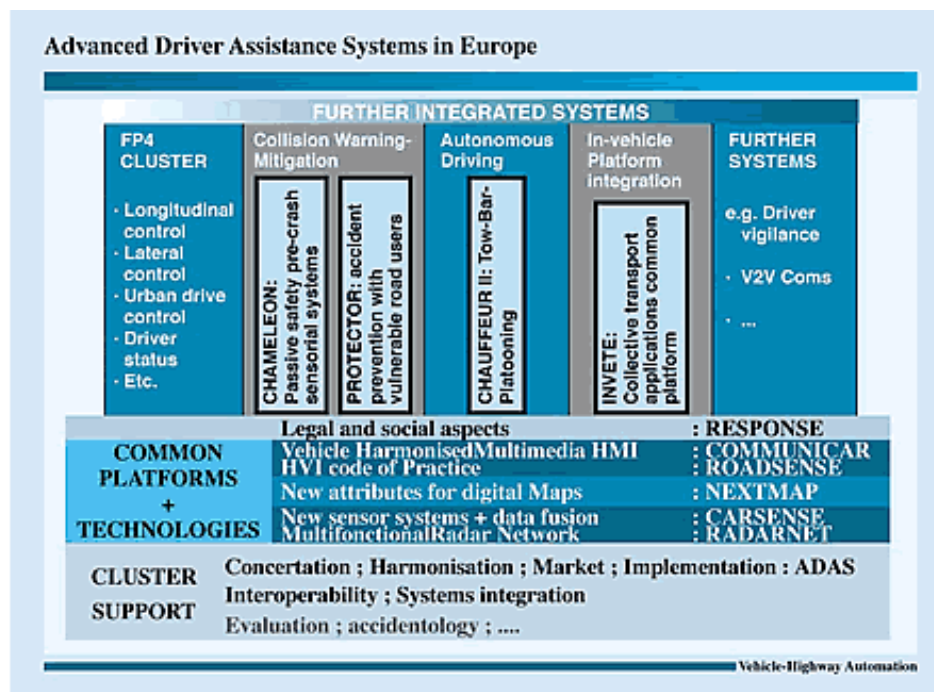 Advanced Driver Assistance Systems in Europe
FURTHER INTEGRATED SYSTEMS
FP4
CLUSTER
· Longitudinal
control
· Lateral
control
· Urban drive
control
· Driver
status
· Etc.
Collision Warning-
Mitigation
CHAMELEON:
Passive safety pre-crash
sensorial systems
PROTECTOR: accident
prevention with
vulnerable road users
Autonomous
Driving
CHAUFFEUR II: Tow-Bar-
Platooning
In-vehicle
Platform
integration
INVETE:
Collective transport
applications common
platform
FURTHER
SYSTEMS
e.g. Driver
vigilance
· V2V Coms
· ...
Legal and social aspects : RESPONSE
COMMON
PLATFORMS
+
TECHNOLOGIES
Vehicle HarmonisedMultimedia HMI : COMMUNICAR
HVI code of Practice : ROADSENSE
New attributes for digital Maps : NEXTMAP
New sensor systems + data fusion : CARSENSE
MultifonctionalRadar Network : RADARNET
CLUSTER
SUPPORT
Concertation ; Harmonisation ; Market ; Implementation : ADAS
Interoperability ; Systems integration
Evaluation ; accidentology ; ....
Vehicle-Highway Automation